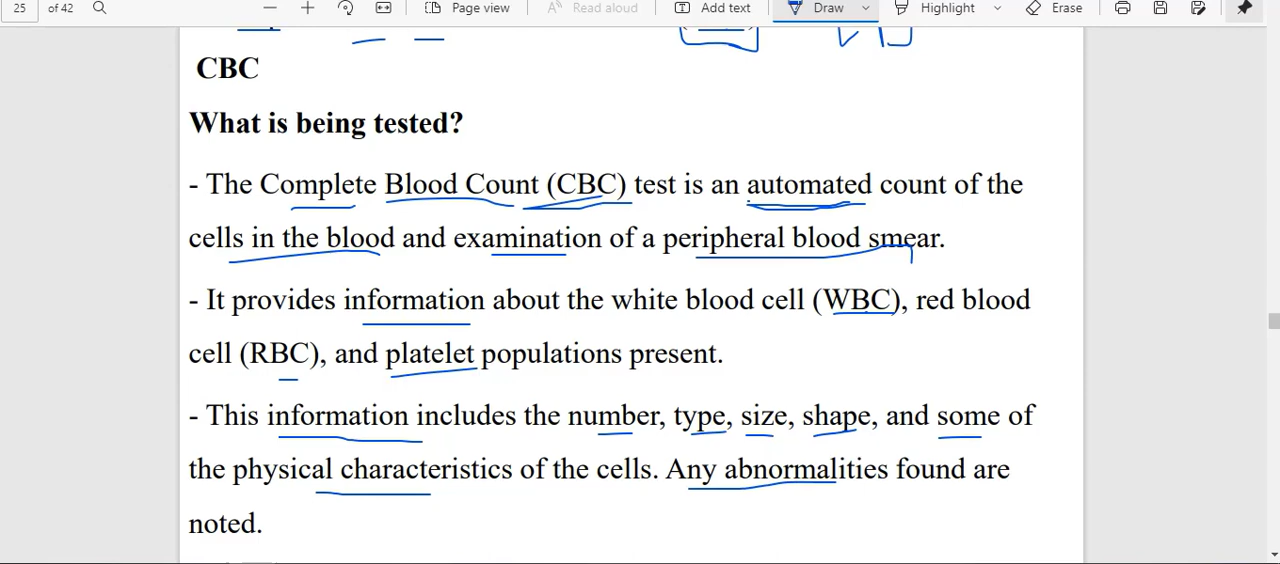 25 of 42 Page view Read aloud Add text Draw Highlight Erase
CBC
What is being tested?
- The Complete Blood Count (CBC) test is an automated count of the
cells in the blood and examination of a peripheral blood smear.
- It provides information about the white blood cell (WBC), red blood
cell (RBC), and platelet populations present.
- This information includes the number, type, size, shape, and some of
the physical characteristics of the cells. Any abnormalities found are
noted.